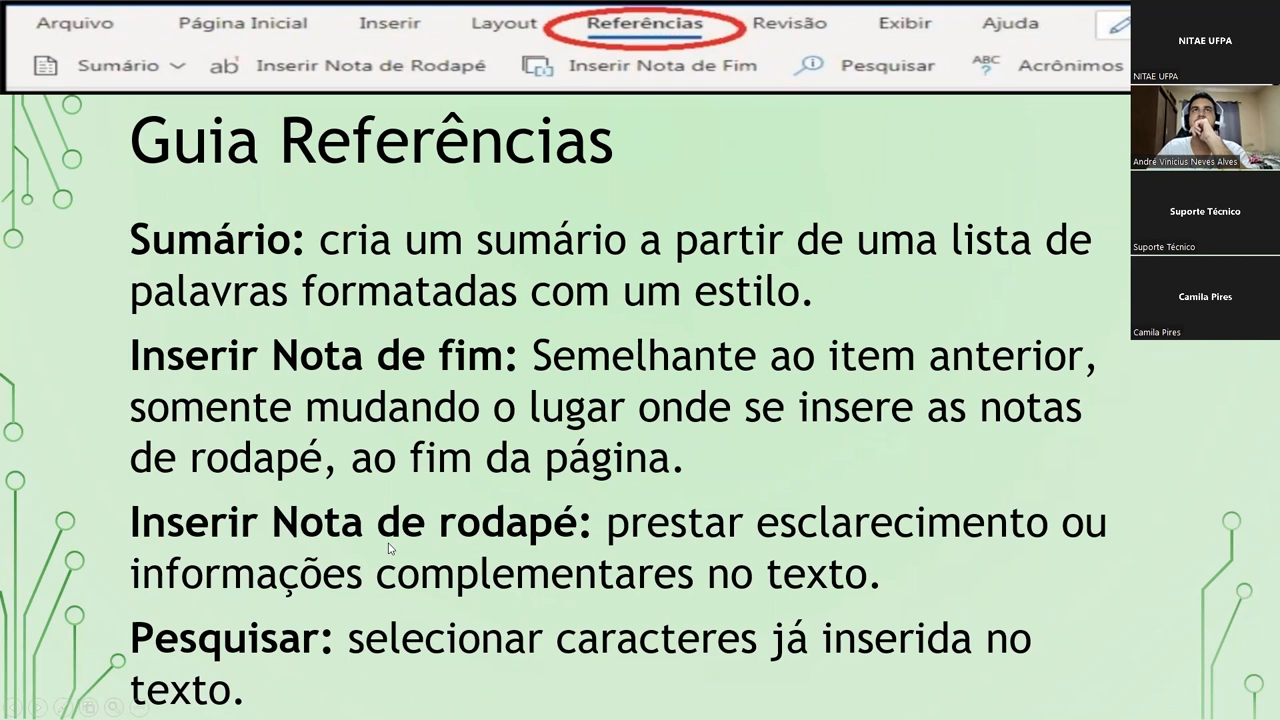 Arquivo Página Inicial Inserir Layout Referências Revisão Exibir Ajuda
Sumário ab Inserir Nota de Rodapé Inserir Nota de Fim Pesquisar ABC ? Acrônimos
Guia Referências
Sumário: cria um sumário a partir de uma lista de
palavras formatadas com um estilo.
Inserir Nota de fim: Semelhante ao item anterior,
somente mudando o lugar onde se insere as notas
de rodapé, ao fim da página.
Inserir Nota de rodapé: prestar esclarecimento ou
informações complementares no texto.
Pesquisar: selecionar caracteres já inserida no
texto.
NITAE UFPA
NITAE UFPA
André Vinicius Neves Alves
Suporte Técnico
Suporte Técnico
Camila Pires
Camila Pires